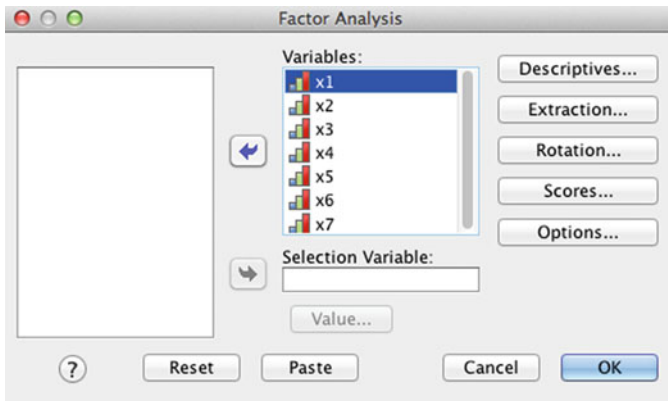 Factor Analysis
Variables:
x1
x2
x3
x4
x5
x6
x7
Descriptives...
Extraction...
Rotation...
Scores...
Options...
Selection Variable:
Value...
?
Reset
Paste
Cancel
OK